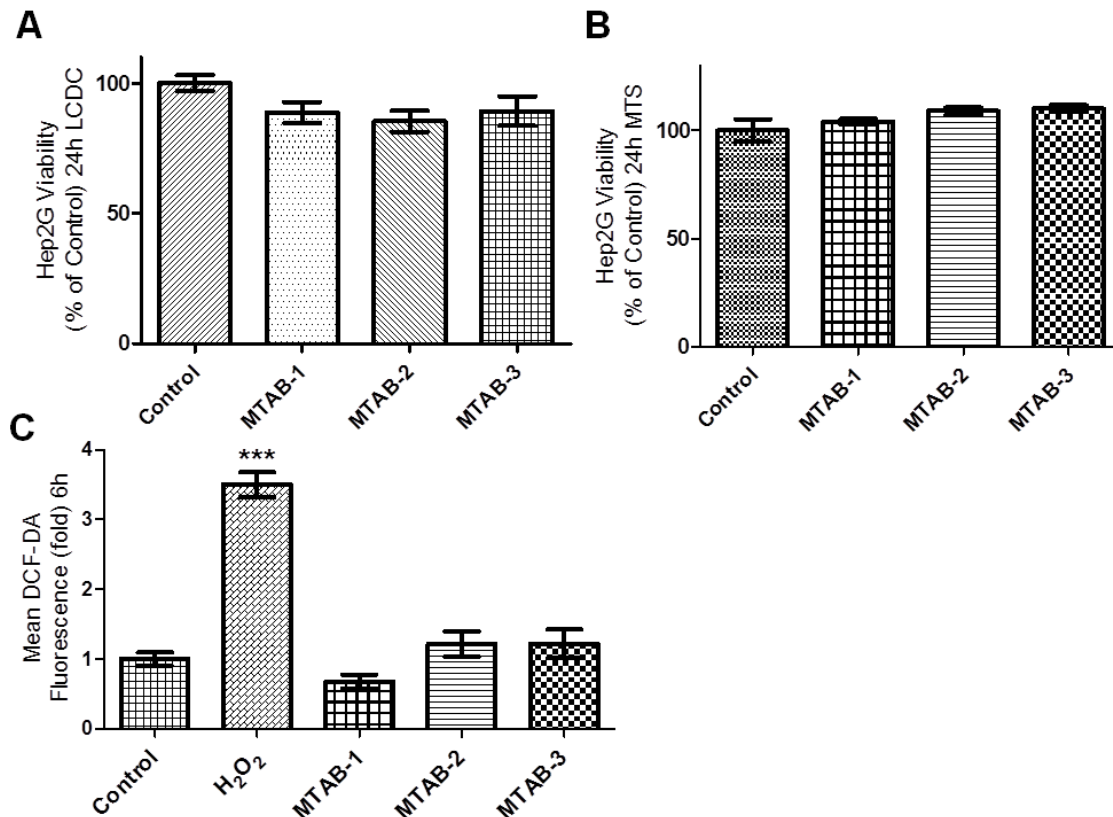 A
Hep2G Viability
(% of Control) 24h LCDC
100
50
0
Control
MTAB-1
MTAB-2
MTAB-3
B
Hep2G Viability
(% of Control) 24h MTS
100
50
0
Control
MTAB-1
MTAB-2
MTAB-3
C
Mean DCF-DA
Fluorescence (fold) 6h
4
3
2
1
0
***
Control
H₂O₂
MTAB-1
MTAB-2
MTAB-3